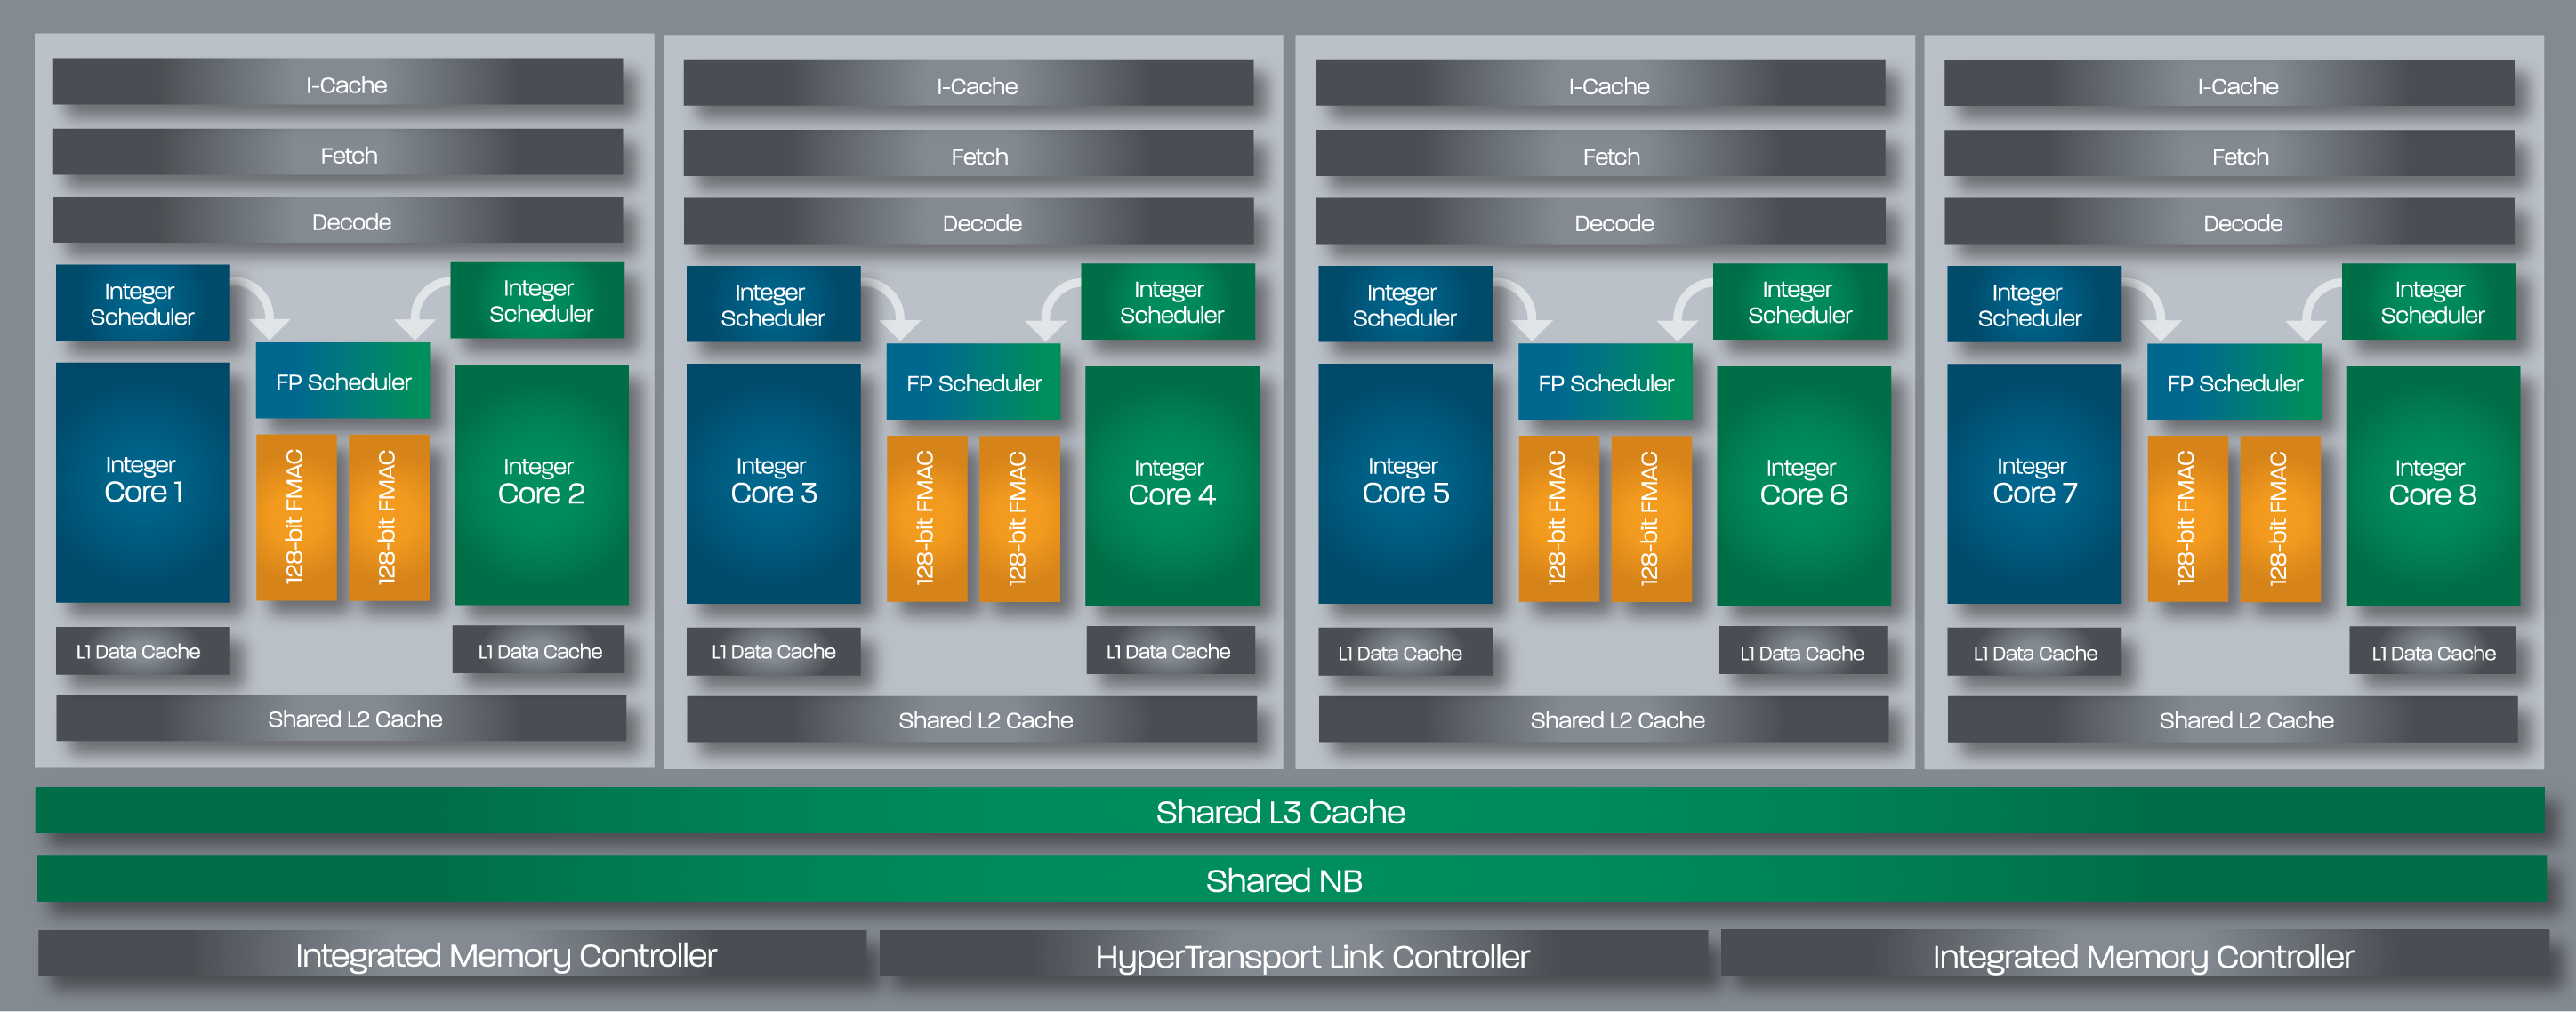 I-Cache
Fetch
Decode
Integer
Scheduler
Integer
Scheduler
FP Scheduler
Integer
Core 1
128-bit FMAC
128-bit FMAC
Integer
Core 2
L1 Data Cache
L1 Data Cache
Shared L2 Cache
I-Cache
Fetch
Decode
Integer
Scheduler
Integer
Scheduler
FP Scheduler
Integer
Core 3
128-bit FMAC
128-bit FMAC
Integer
Core 4
L1 Data Cache
L1 Data Cache
Shared L2 Cache
I-Cache
Fetch
Decode
Integer
Scheduler
Integer
Scheduler
FP Scheduler
Integer
Core 5
128-bit FMAC
128-bit FMAC
Integer
Core 6
L1 Data Cache
L1 Data Cache
Shared L2 Cache
I-Cache
Fetch
Decode
Integer
Scheduler
Integer
Scheduler
FP Scheduler
Integer
Core 7
128-bit FMAC
128-bit FMAC
Integer
Core 8
L1 Data Cache
L1 Data Cache
Shared L2 Cache
Shared L3 Cache
Shared NB
Integrated Memory Controller
HyperTransport Link Controller
Integrated Memory Controller